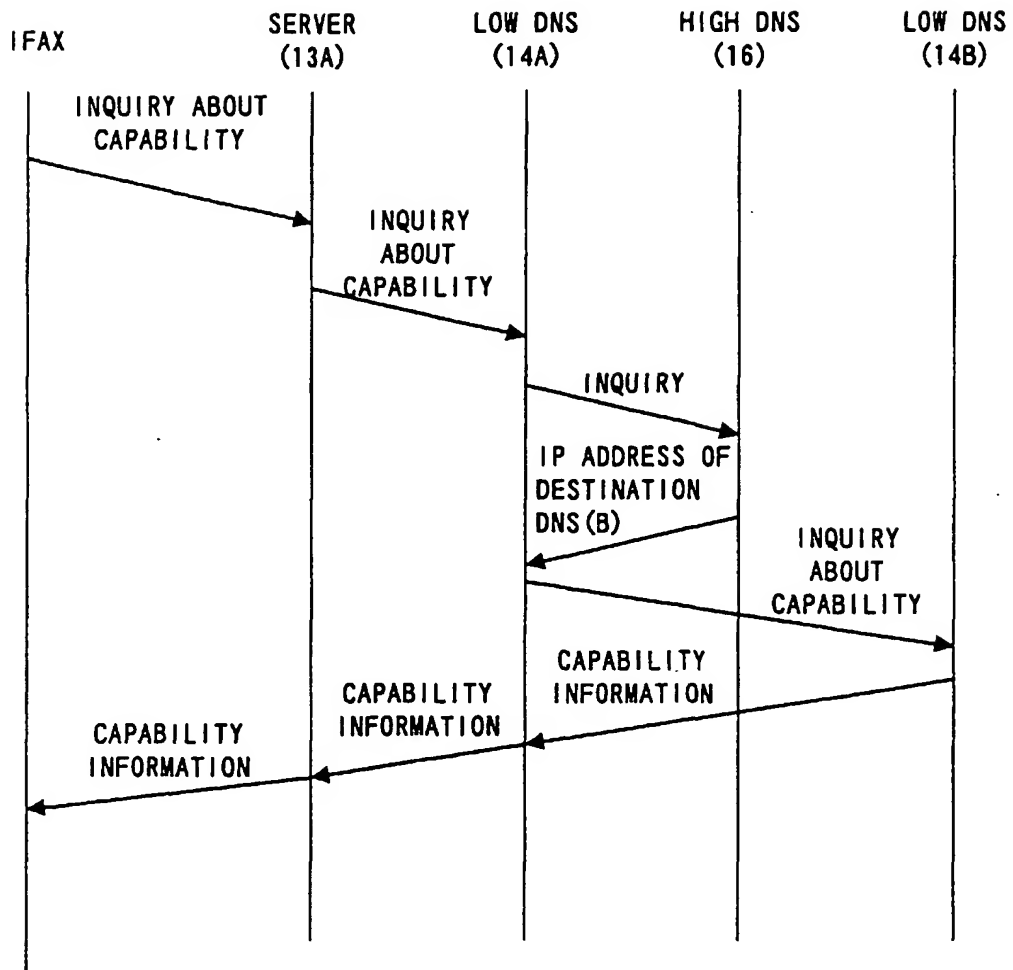 IFAX
SERVER
(13A)
LOW DNS
(14A)
HIGH DNS
(16)
LOW DNS
(14B)
INQUIRY ABOUT
CAPABILITY
INQUIRY
ABOUT
CAPABILITY
INQUIRY
IP ADDRESS OF
DESTINATION
DNS(B)
INQUIRY
ABOUT
CAPABILITY
CAPABILITY
INFORMATION
CAPABILITY
INFORMATION
CAPABILITY
INFORMATION